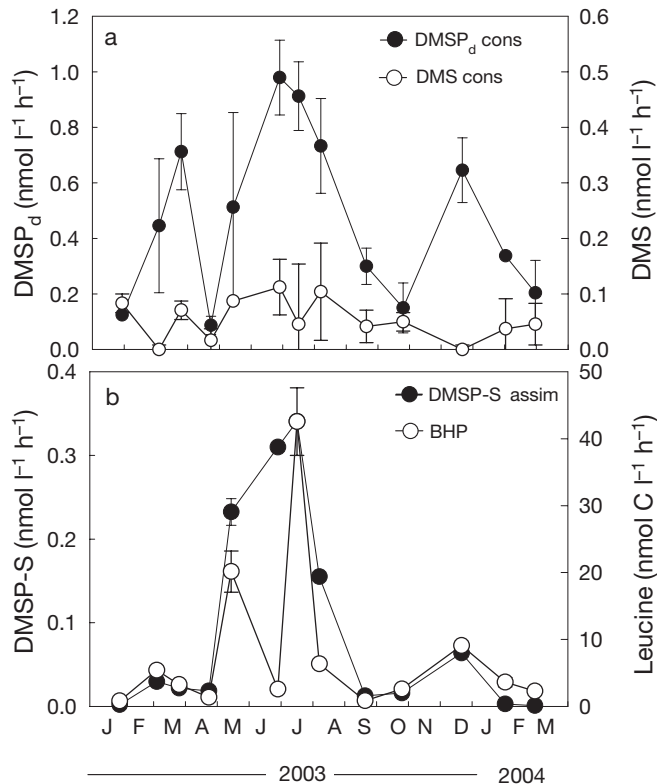 a
DMSPd cons
DMS cons
DMSPd (nmol l–1 h–1)
1.2
1.0
0.8
0.6
0.4
0.2
0.0
DMS (nmol l–1 h–1)
0.6
0.5
0.4
0.3
0.2
0.1
0.0
b
DMSP-S assim
BHP
DMSP-S (nmol l–1 h–1)
0.4
0.3
0.2
0.1
0.0
Leucine (nmol C l–1 h–1)
50
40
30
20
10
0
J F M A M J J A S O N D J F M
2003 2004